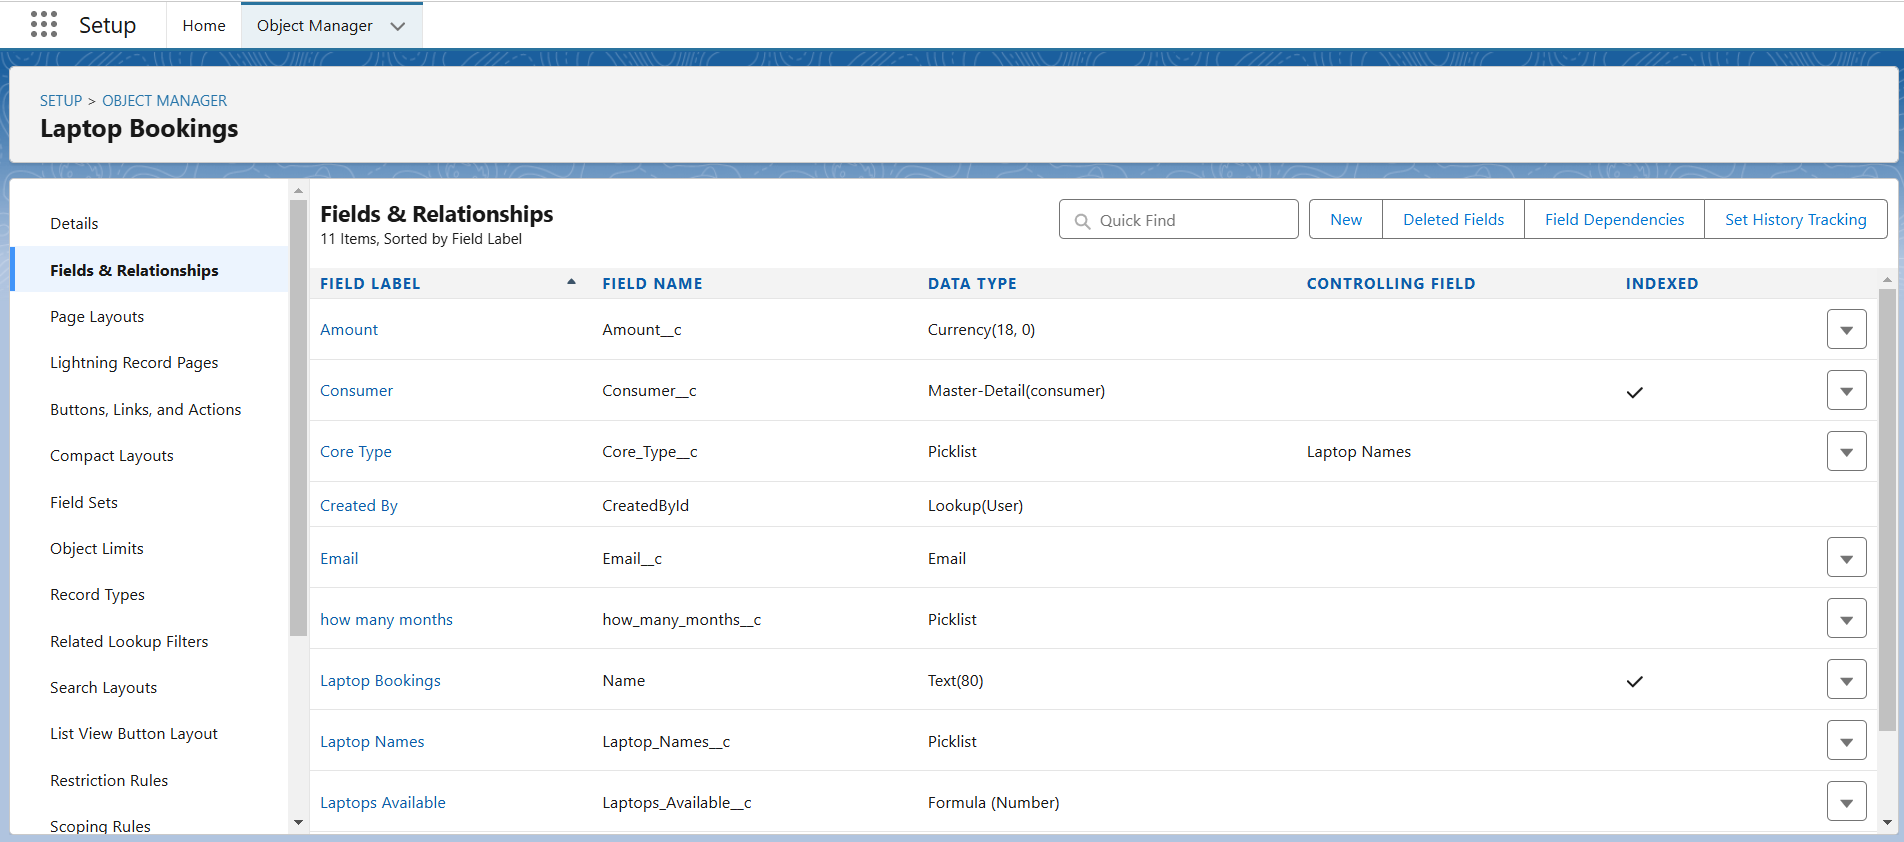 Setup
Home
Object Manager
SETUP > OBJECT MANAGER
Laptop Bookings
Details
Fields & Relationships
Page Layouts
Lightning Record Pages
Buttons, Links, and Actions
Compact Layouts
Field Sets
Object Limits
Record Types
Related Lookup Filters
Search Layouts
List View Button Layout
Restriction Rules
Scoping Rules
Fields & Relationships
11 Items, Sorted by Field Label
Quick Find
New
Deleted Fields
Field Dependencies
Set History Tracking
FIELD LABEL FIELD NAME DATA TYPE CONTROLLING FIELD INDEXED
Amount Amount__c Currency(18, 0)
Consumer Consumer__c Master-Detail(consumer)
Core Type Core_Type__c Picklist Laptop Names
Created By CreatedById Lookup(User)
Email Email__c Email
how many months how_many_months__c Picklist
Laptop Bookings Name Text(80)
Laptop Names Laptop_Names__c Picklist
Laptops Available Laptops_Available__c Formula (Number)